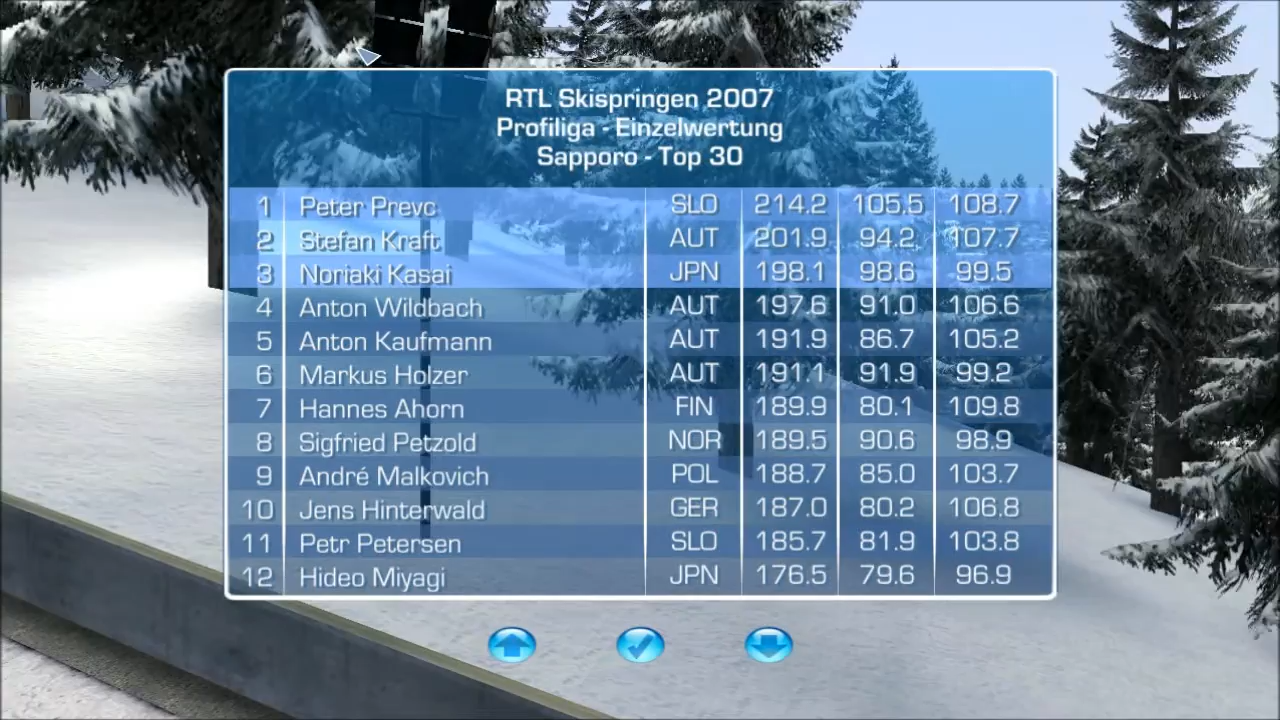 RTL Skispringen 2007
Profiliga - Einzelwertung
Sapporo - Top 30
1 Peter Prevc SLO 214.2 105.5 108.7
2 Stefan Kraft AUT 201.9 94.2 107.7
3 Noriaki Kasai JPN 198.1 98.6 99.5
4 Anton Wildbach AUT 197.6 91.0 106.6
5 Anton Kaufmann AUT 191.9 86.7 105.2
6 Markus Holzer AUT 191.1 91.9 99.2
7 Hannes Ahorn FIN 189.9 80.1 109.8
8 Sigfried Petzold NOR 189.5 90.6 98.9
9 André Malkovich POL 188.7 85.0 103.7
10 Jens Hinterwald GER 187.0 80.2 106.8
11 Petr Petersen SLO 185.7 81.9 103.8
12 Hideo Miyagi JPN 176.5 79.6 96.9